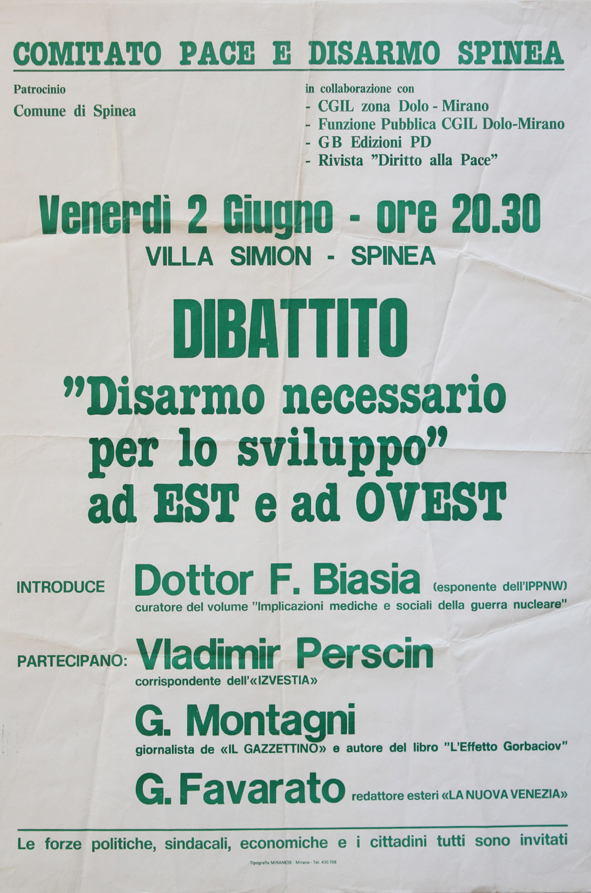 COMITATO PACE E DISARMO SPINEA
Patrocinio
Comune di Spinea
in collaborazione con
- CGIL zona Dolo - Mirano
- Funzione Pubblica CGIL Dolo-Mirano
- GB Edizioni PD
- Rivista ”Diritto alla Pace”
Venerdì 2 Giugno - ore 20.30
VILLA SIMION - SPINEA
DIBATTITO
”Disarmo necessario
per lo sviluppo”
ad EST e ad OVEST
INTRODUCE Dottor F. Biasia (esponente dell'IPPNW)
curatore del volume "Implicazioni mediche e sociali della guerra nucleare"
PARTECIPANO: Vladimir Perscin
corrispondente dell'«IZVESTIA»
G. Montagni
giornalista de «IL GAZZETTINO» e autore del libro "L'Effetto Gorbaciov"
G. Favarato redattore esteri «LA NUOVA VENEZIA»
Le forze politiche, sindacali, economiche e i cittadini tutti sono invitati
Tipografia MIRANESE - Mirano - Tel.